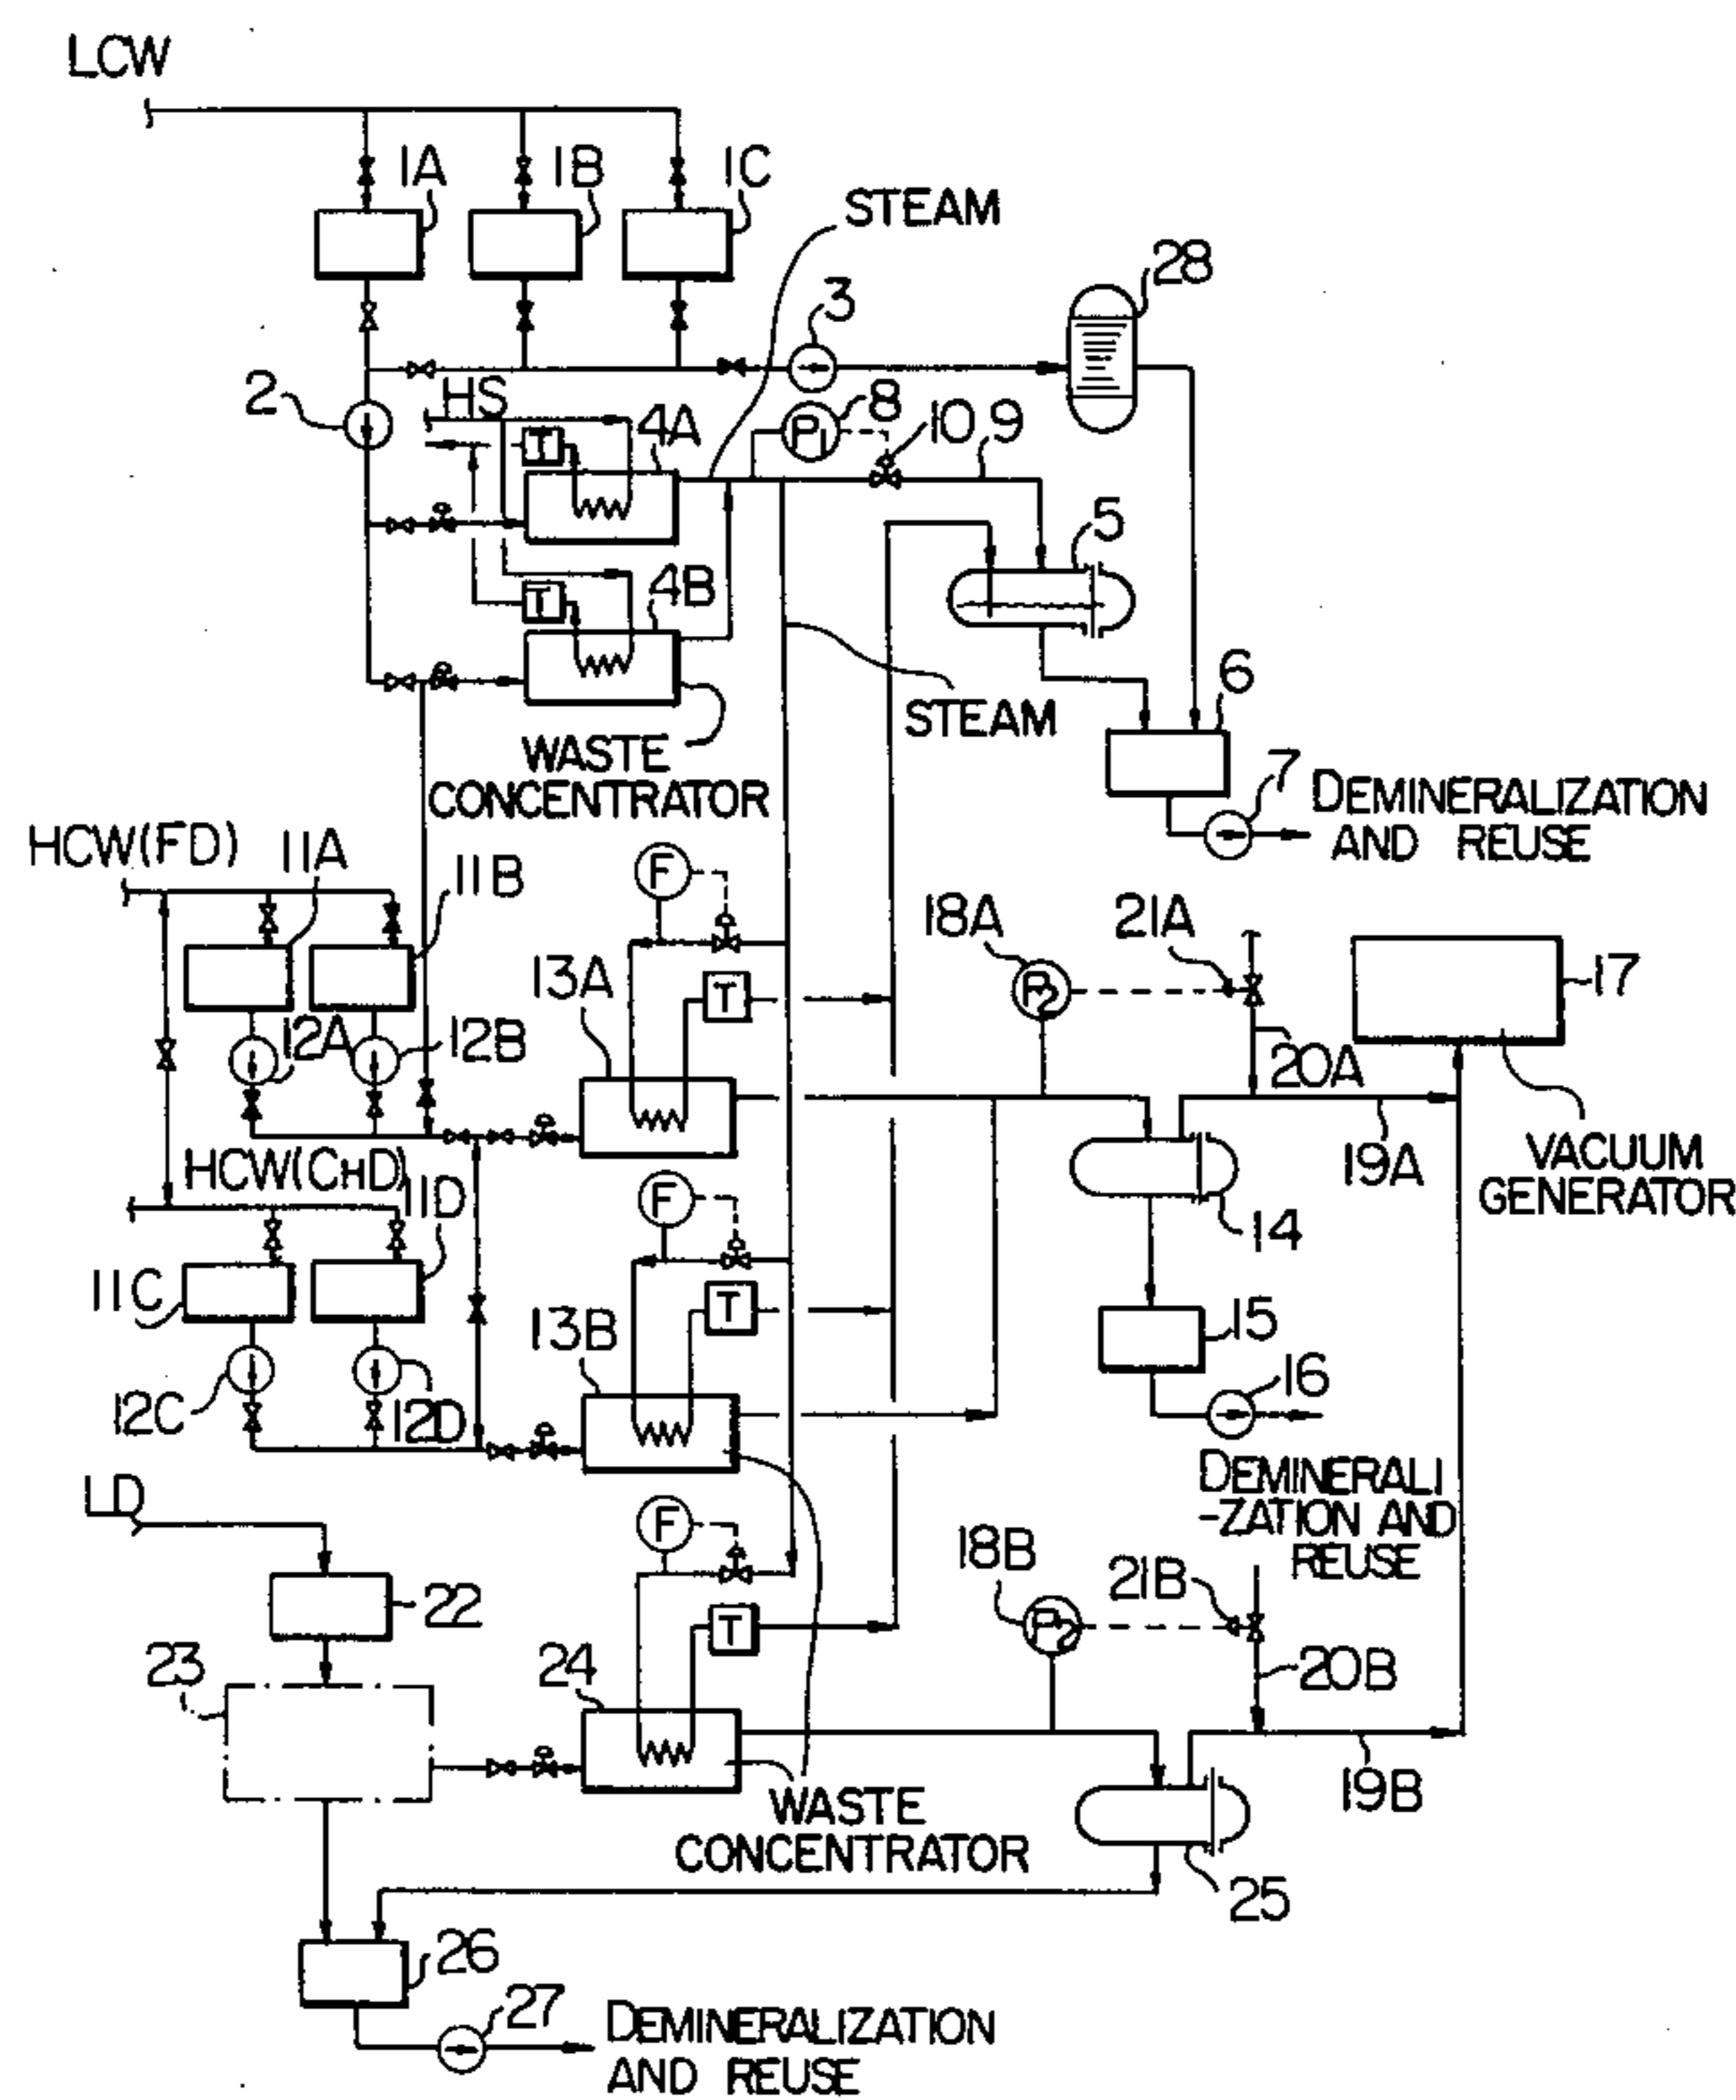 LCW
1A
1B
1C
STEAM
28
3
2
HS
4A
P1
8
10
9
T
5
4B
T
6
STEAM
WASTE
CONCENTRATOR
7
DEMINERALIZATION
AND REUSE
HCW(FD)
11A
11B
F
18A
21A
17
13A
T
P2
12A
12B
20A
HCW(CHD)
11D
F
19A
VACUUM
GENERATOR
14
11C
T
13B
15
16
12C
12D
DEMINERALI
-ZATION AND
REUSE
LD
F
18B
21B
22
T
P2
23
24
20B
19B
WASTE
CONCENTRATOR
25
26
27
DEMINERALIZATION
AND REUSE